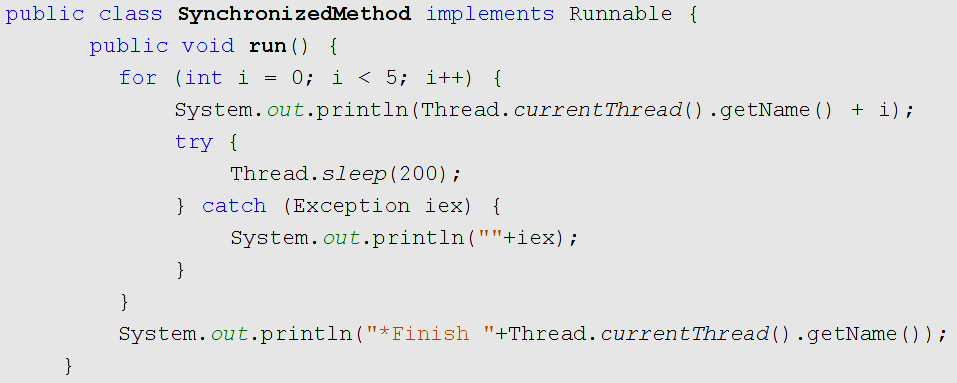 public class SynchronizedMethod implements Runnable {
public void run() {
for (int i = 0; i < 5; i++) {
System.out.println(Thread.currentThread().getName() + i);
try {
Thread.sleep(200);
} catch (Exception iex) {
System.out.println(""+iex);
}
}
System.out.println("*Finish "+Thread.currentThread().getName());
}